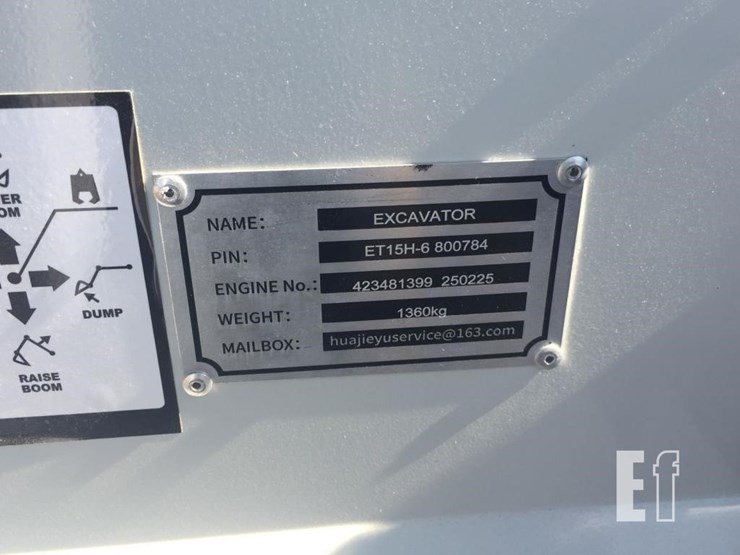 NAME: EXCAVATOR
PIN: ET15H-6 800784
ENGINE No.: 423481399 250225
WEIGHT: 1360kg
MAILBOX: huajieyuservice@163.com
DUMP
RAISE
BOOM
Ef